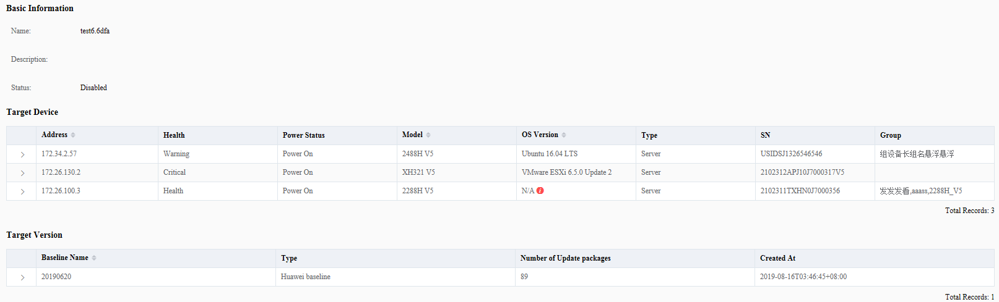 Basic Information
Name: test6.6dfa
Description:
Status: Disabled
Target Device
Address Health Power Status Model OS Version Type SN Group
172.34.2.57 Warning Power On 2488H V5 Ubuntu 16.04 LTS Server USIDSJ1326546546 组设备长组名悬浮悬浮
172.26.130.2 Critical Power On XH321 V5 VMware ESXi 6.5.0 Update 2 Server 2102312APJ10J7000317V5
172.26.100.3 Health Power On 2288H V5 N/A Server 2102311TXHN0J7000356 发发发看,aaass,2288H_V5
Total Records: 3
Target Version
Baseline Name Type Number of Update packages Created At
20190620 Huawei baseline 89 2019-08-16T03:46:45+08:00
Total Records: 1